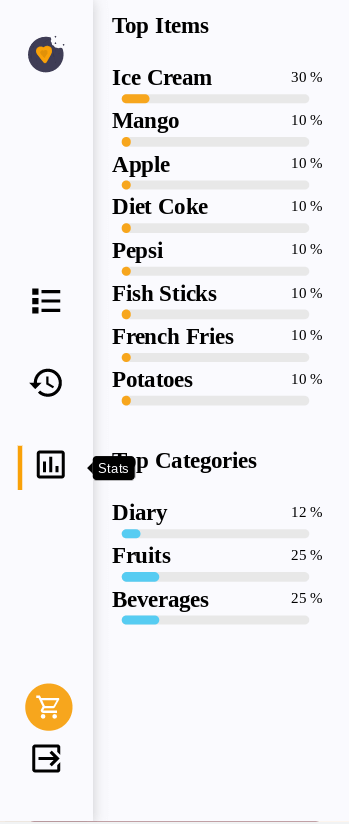 Top Items
Ice Cream 30 %
Mango 10 %
Apple 10 %
Diet Coke 10 %
Pepsi 10 %
Fish Sticks 10 %
French Fries 10 %
Potatoes 10 %
Stats
Top Categories
Diary 12 %
Fruits 25 %
Beverages 25 %